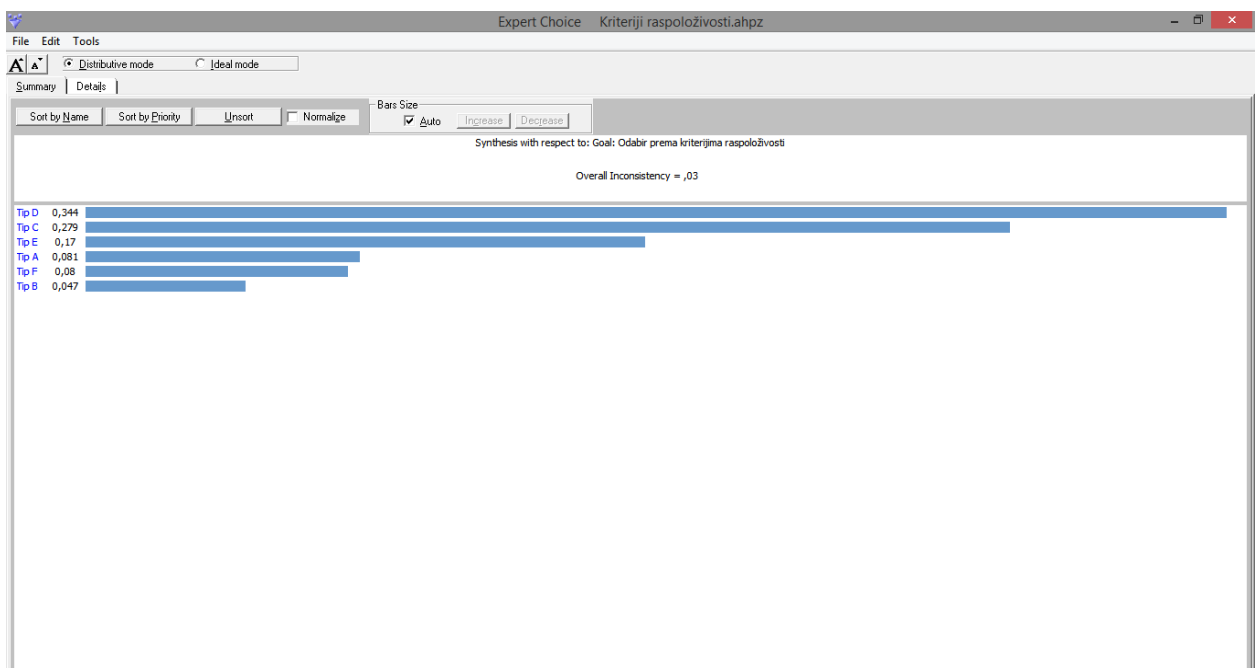 Expert Choice Kriteriji raspoloživosti.ahpz
File Edit Tools
A A Distributive mode Ideal mode
Summary Details
Bars Size
Sort by Name Sort by Priority Unsort Normalize Auto Increase Decrease
Synthesis with respect to: Goal: Odabir prema kriterijima raspoloživosti
Overall Inconsistency = ,03
Tip D 0,344
Tip C 0,279
Tip E 0,17
Tip A 0,081
Tip F 0,08
Tip B 0,047